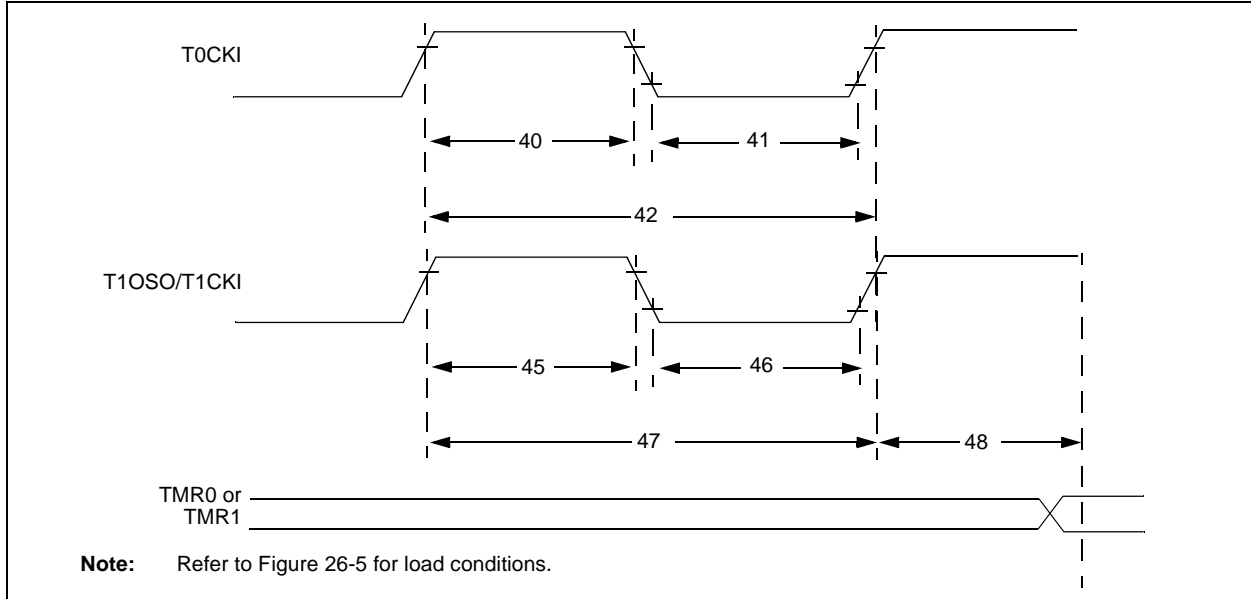 T0CKI
40
41
42
T1OSO/T1CKI
45
46
47
48
TMR0 or
TMR1
Note: Refer to Figure 26-5 for load conditions.